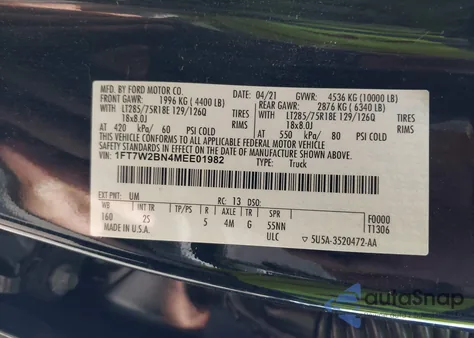 MFD. BY FORD MOTOR CO.
04/21 GVWR: 4536 KG (10000 LB)
FRONT GAWR: 1996 KG (4400 LB) REAR GAWR: 2876 KG (6340 LB)
WITH LT285/75R18E 129/126Q TIRES WITH LT285/75R18E 129/126Q TIRES
18x8.0J RIMS 18x8.0J RIMS
AT 420 kPa/ 60 PSI COLD AT 550 kPa/ 80 PSI COLD
THIS VEHICLE CONFORMS TO ALL APPLICABLE FEDERAL MOTOR VEHICLE SAFETY STANDARDS IN EFFECT ON THE DATE OF MANUFACTURE SHOWN ABOVE.
VIN: 1FT7W2BN4MEE01982
TYPE: Truck
EXT PNT: UM RC: 13 DSO: F0000
WB INT TR TP/PS R AXLE TR SPR T1306
160 2S 5 4M G 55NN
MADE IN U.S.A. ULC 5U5A-3520472-AA
autoSnap